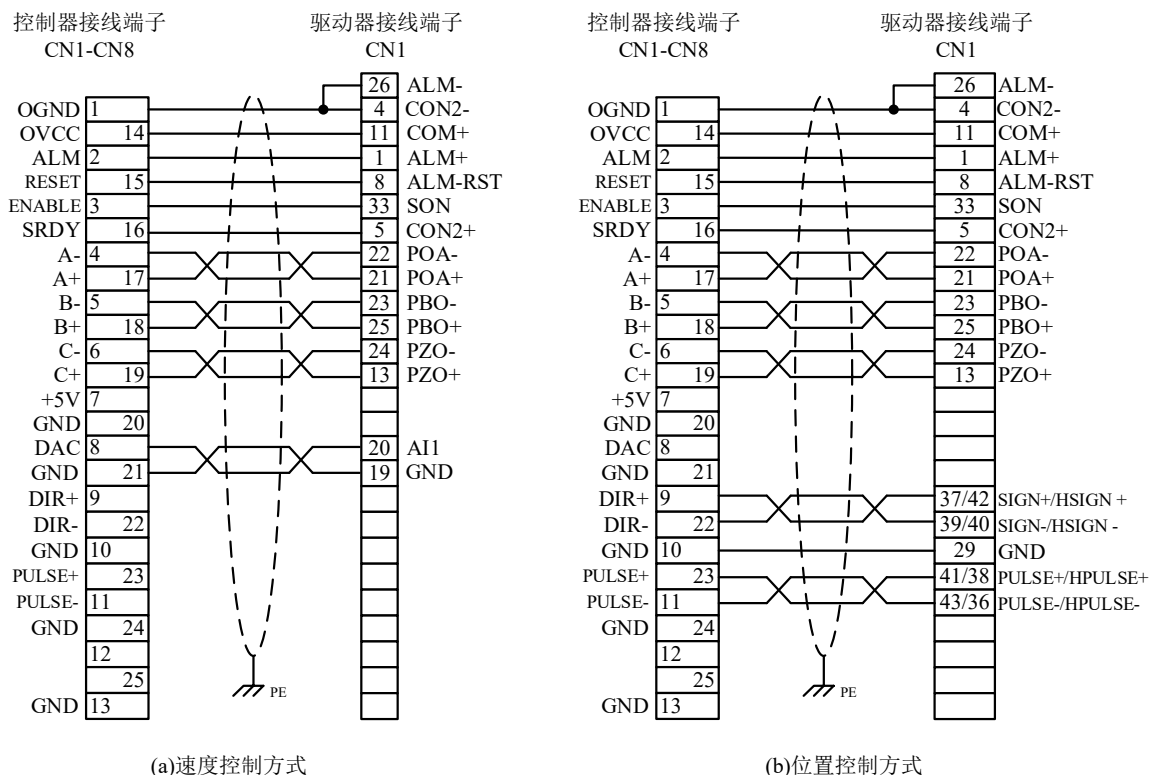 控制器接线端子 驱动器接线端子
CN1-CN8 CN1
26 ALM-
OGND 1 4 CON2-
OVCC 14 11 COM+
ALM 2 1 ALM+
RESET 15 8 ALM-RST
ENABLE 3 33 SON
SRDY 16 5 CON2+
A- 4 22 POA-
A+ 17 21 POA+
B- 5 23 PBO-
B+ 18 25 PBO+
C- 6 24 PZO-
C+ 19 13 PZO+
+5V 7
GND 20
DAC 8 20 AI1
GND 21 19 GND
DIR+ 9
DIR- 22
GND 10
PULSE+ 23
PULSE- 11
GND 24
12
25
GND 13
PE
(a)速度控制方式
控制器接线端子 驱动器接线端子
CN1-CN8 CN1
26 ALM-
OGND 1 4 CON2-
OVCC 14 11 COM+
ALM 2 1 ALM+
RESET 15 8 ALM-RST
ENABLE 3 33 SON
SRDY 16 5 CON2+
A- 4 22 POA-
A+ 17 21 POA+
B- 5 23 PBO-
B+ 18 25 PBO+
C- 6 24 PZO-
C+ 19 13 PZO+
+5V 7
GND 20
DAC 8
GND 21
DIR+ 9 37/42 SIGN+/HSIGN +
DIR- 22 39/40 SIGN-/HSIGN -
GND 10 29 GND
PULSE+ 23 41/38 PULSE+/HPULSE+
PULSE- 11 43/36 PULSE-/HPULSE-
GND 24
12
25
GND 13
PE
(b)位置控制方式